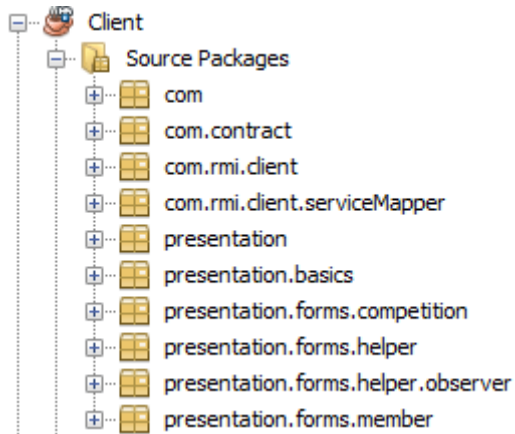 Client
Source Packages
com
com.contract
com.rmi.client
com.rmi.client.serviceMapper
presentation
presentation.basics
presentation.forms.competition
presentation.forms.helper
presentation.forms.helper.observer
presentation.forms.member